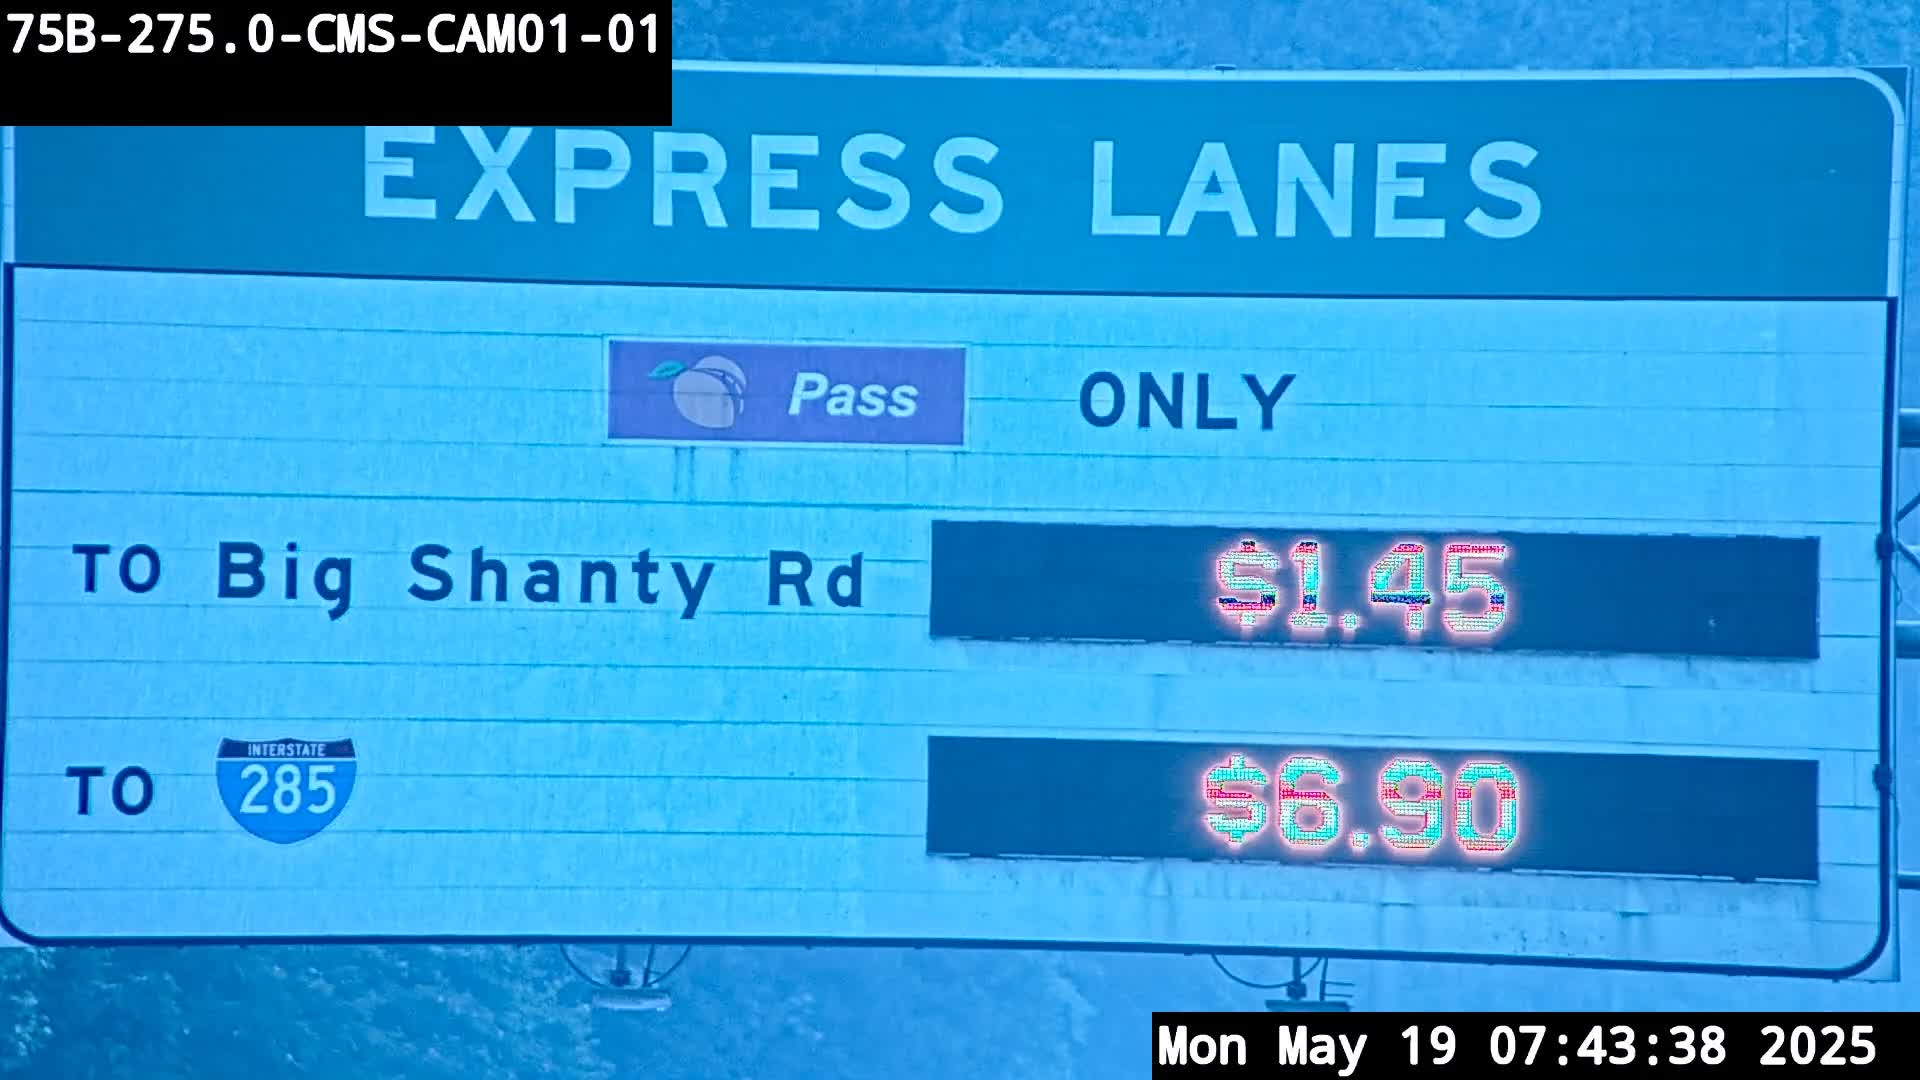 75B-275.0-CMS-CAM01-01
EXPRESS LANES
Pass ONLY
TO Big Shanty Rd $1.45
INTERSTATE
TO 285 $6.90
Mon May 19 07:43:38 2025